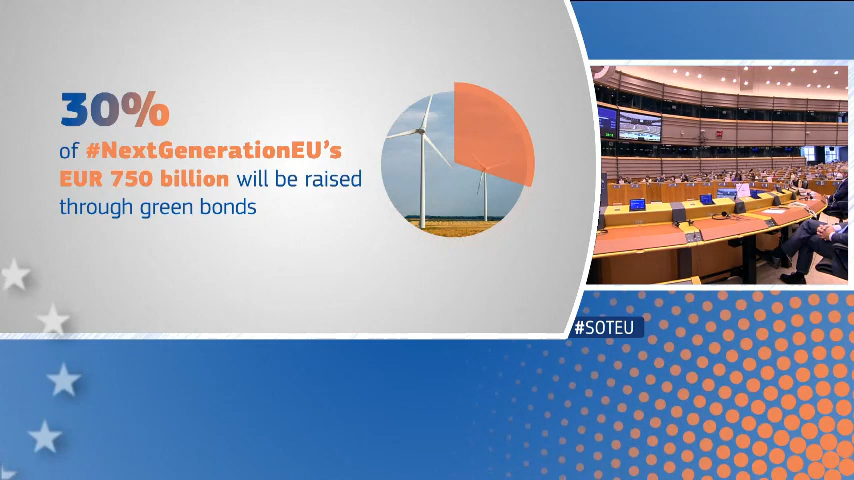 30%
of #NextGenerationEU's
EUR 750 billion will be raised
through green bonds
#SOTEU